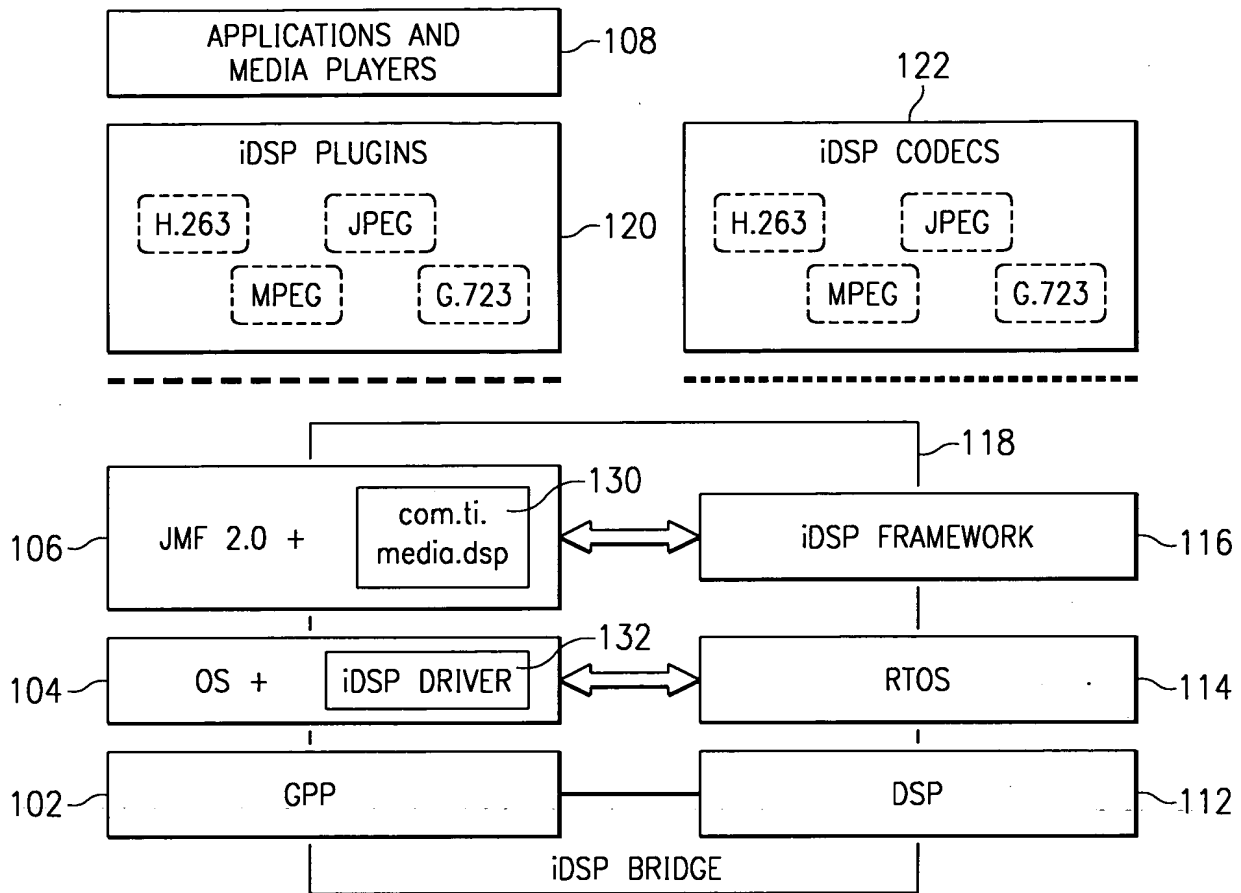 APPLICATIONS AND
MEDIA PLAYERS
108
122
iDSP PLUGINS
H.263
JPEG
MPEG
G.723
120
iDSP CODECS
H.263
JPEG
MPEG
G.723
118
106
JMF 2.0 +
com.ti.
media.dsp
130
iDSP FRAMEWORK
116
104
OS +
iDSP DRIVER
132
RTOS
114
102
GPP
DSP
112
iDSP BRIDGE